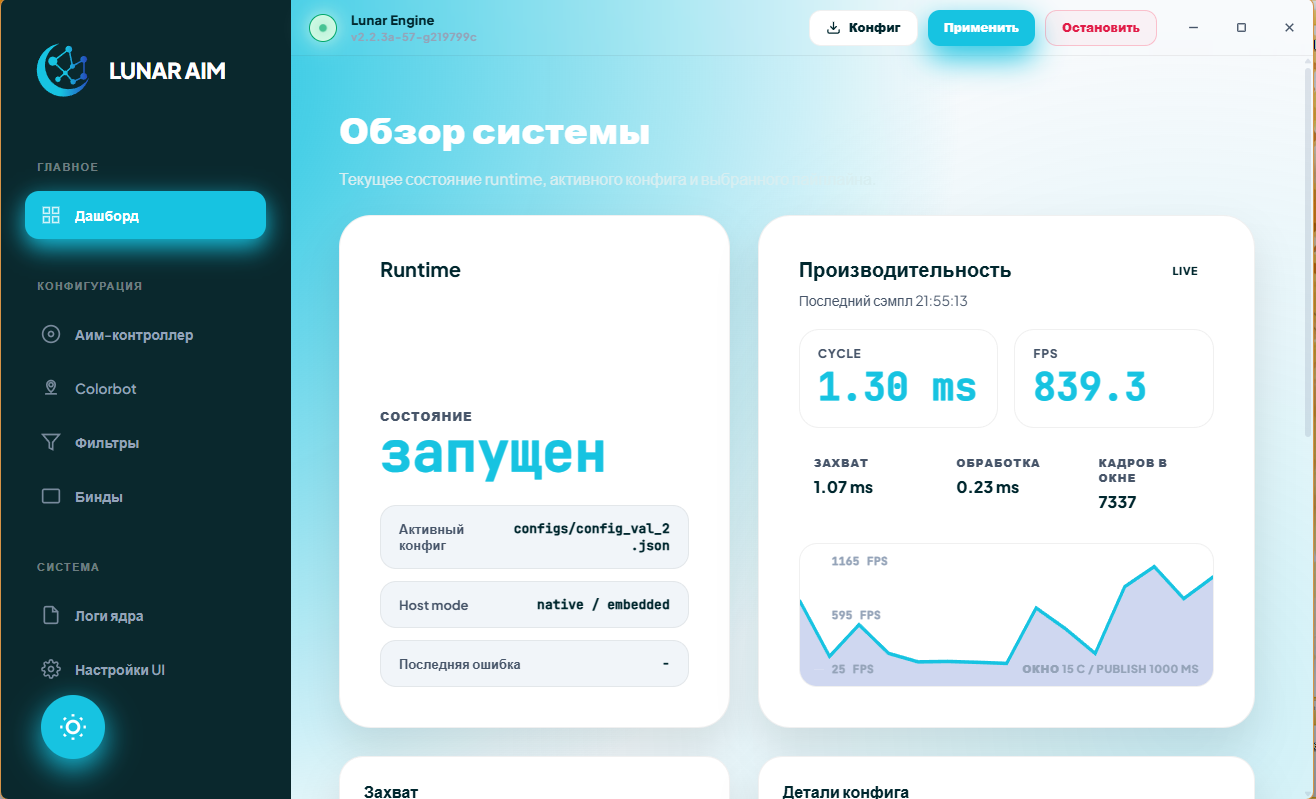 LUNAR AIM
ГЛАВНОЕ
Дашборд
КОНФИГУРАЦИЯ
Аим-контроллер
Colorbot
Фильтры
Бинды
СИСТЕМА
Логи ядра
Настройки UI
Lunar Engine
v2.2.3a-57-g219799c
Конфиг
Применить
Остановить
Обзор системы
Текущее состояние runtime, активного конфига и выбранного
Runtime
СОСТОЯНИЕ
запущен
Активный
конфиг
configs/config_val_2
.json
Host mode
native / embedded
Последняя ошибка
-
Производительность
LIVE
Последний сэмпл 21:55:13
CYCLE
1.30 ms
FPS
839.3
ЗАХВАТ
1.07 ms
ОБРАБОТКА
0.23 ms
КАДРОВ В
ОКНЕ
7337
1165 FPS
595 FPS
25 FPS
ОКНО 15 С / PUBLISH 1000 MS
Захват
Детали конфига